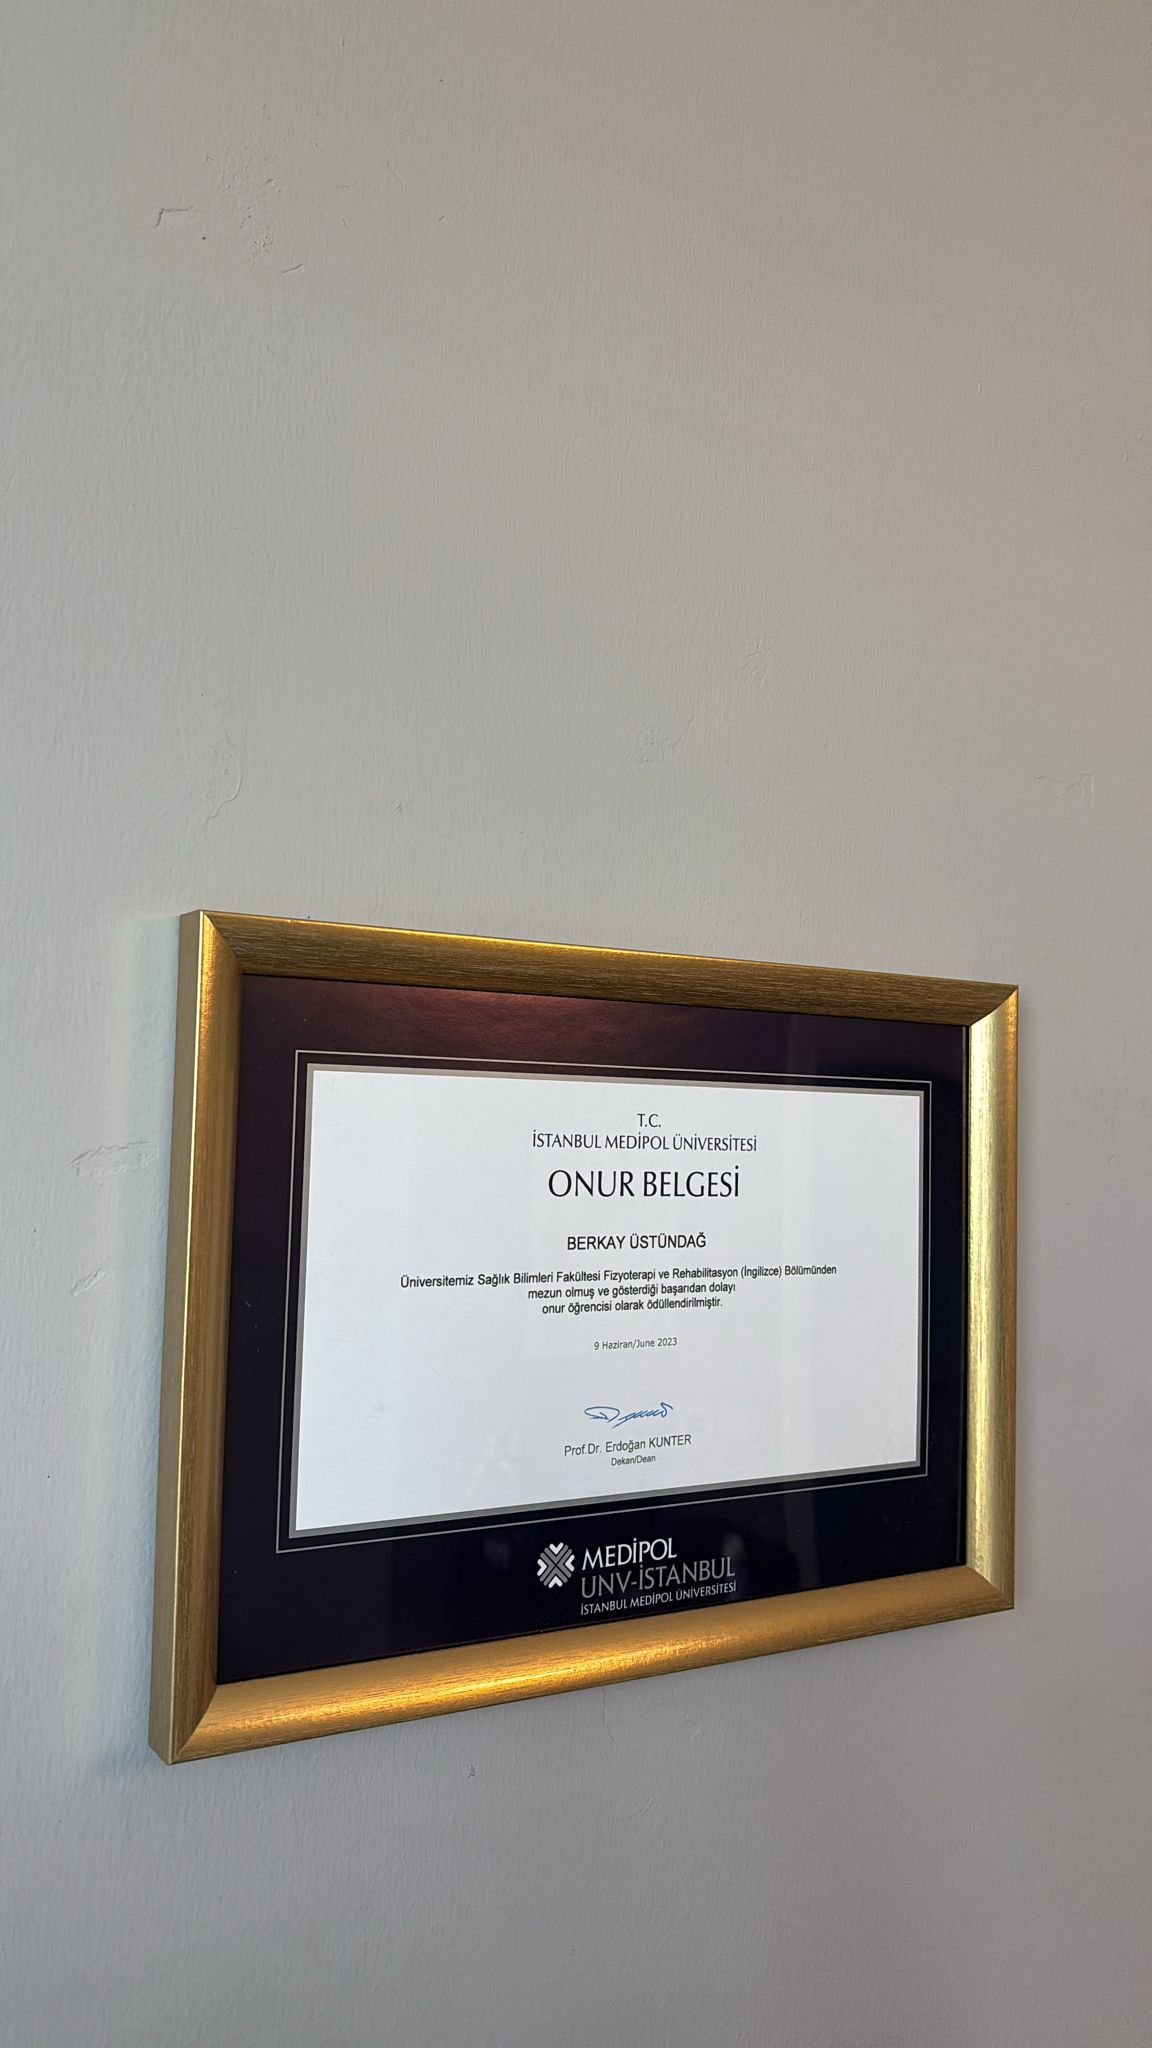 T.C.
İSTANBUL MEDİPOL ÜNİVERSİTESİ
ONUR BELGESİ
BERKAY ÜSTÜNDAĞ
Üniversitemiz Sağlık Bilimleri Fakültesi Fizyoterapi ve Rehabilitasyon (İngilizce) Bölümünden
mezun olmuş ve gösterdiği başarıdan dolayı
onur öğrencisi olarak ödüllendirilmiştir.
9 Haziran/June 2023
Prof.Dr. Erdoğan KUNTER
Dekan/Dean
MEDİPOL
UNV-İSTANBUL
İSTANBUL MEDİPOL ÜNİVERSİTESİ